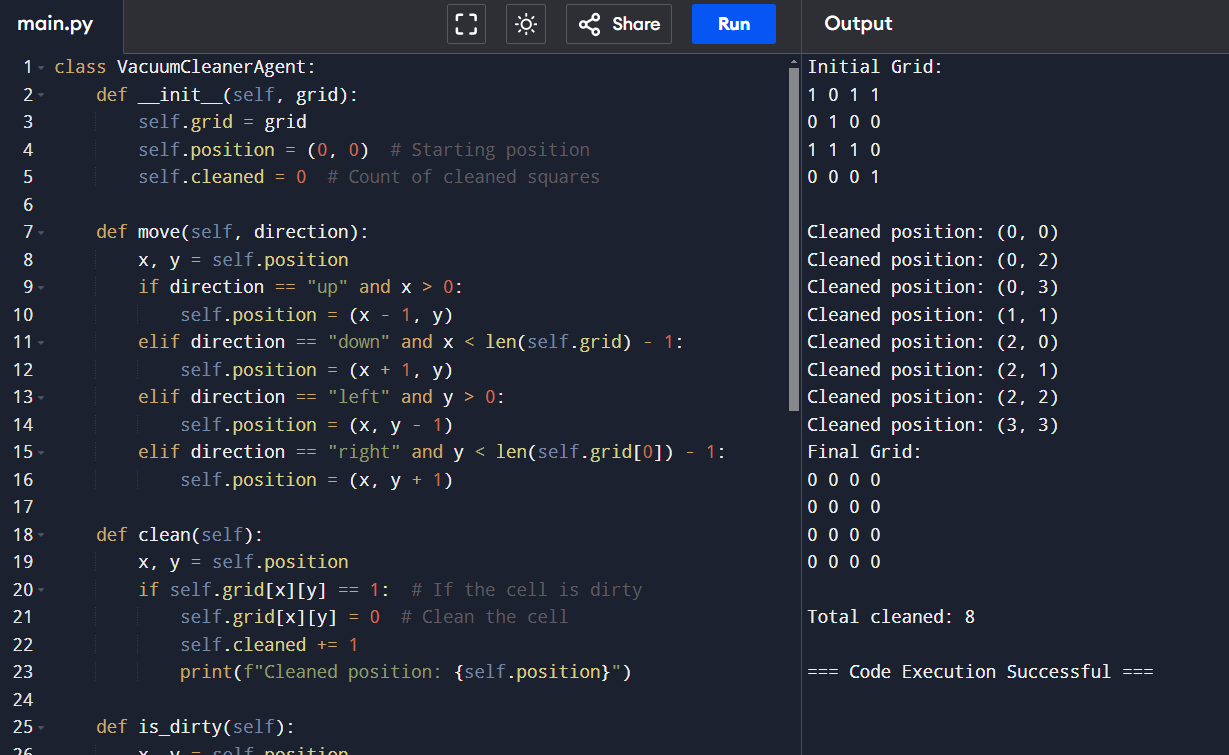 main.py
Share
Run
Output
1 class VacuumCleanerAgent:
2     def __init__(self, grid):
3         self.grid = grid
4         self.position = (0, 0)  # Starting position
5         self.cleaned = 0  # Count of cleaned squares
6
7     def move(self, direction):
8         x, y = self.position
9         if direction == "up" and x > 0:
10             self.position = (x - 1, y)
11         elif direction == "down" and x < len(self.grid) - 1:
12             self.position = (x + 1, y)
13         elif direction == "left" and y > 0:
14             self.position = (x, y - 1)
15         elif direction == "right" and y < len(self.grid[0]) - 1:
16             self.position = (x, y + 1)
17
18     def clean(self):
19         x, y = self.position
20         if self.grid[x][y] == 1:  # If the cell is dirty
21             self.grid[x][y] = 0  # Clean the cell
22             self.cleaned += 1
23             print(f"Cleaned position: {self.position}")
24
25     def is_dirty(self):
26         x, y = self.position
Initial Grid:
1 0 1 1
0 1 0 0
1 1 1 0
0 0 0 1

Cleaned position: (0, 0)
Cleaned position: (0, 2)
Cleaned position: (0, 3)
Cleaned position: (1, 1)
Cleaned position: (2, 0)
Cleaned position: (2, 1)
Cleaned position: (2, 2)
Cleaned position: (3, 3)
Final Grid:
0 0 0 0
0 0 0 0
0 0 0 0
0 0 0 0

Total cleaned: 8

=== Code Execution Successful ===